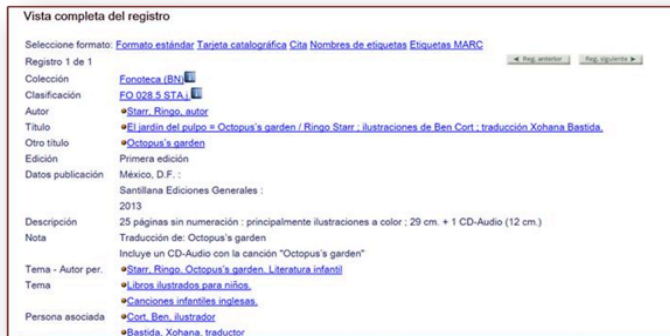 Vista completa del registro
Seleccione formato: Formato estándar Tarjeta catalográfica Cita Nombres de etiquetas Etiquetas MARC
Registro 1 de 1 ◄ Reg. anterior Reg. siguiente ►
Colección Fonoteca (BN)
Clasificación FO 028.5 STA.j.
Autor Starr, Ringo, autor
Título El jardín del pulpo = Octopus's garden / Ringo Starr ; ilustraciones de Ben Cort ; traducción Xohana Bastida.
Otro título Octopus's garden
Edición Primera edición
Datos publicación México, D.F. :
Santillana Ediciones Generales :
2013
Descripción 25 páginas sin numeración : principalmente ilustraciones a color ; 29 cm. + 1 CD-Audio (12 cm.)
Nota Traducción de: Octopus's garden
Incluye un CD-Audio con la canción "Octopus's garden"
Tema - Autor per. Starr, Ringo. Octopus's garden. Literatura infantil
Tema Libros ilustrados para niños.
Canciones infantiles inglesas.
Persona asociada Cort, Ben, ilustrador
Bastida, Xohana, traductor